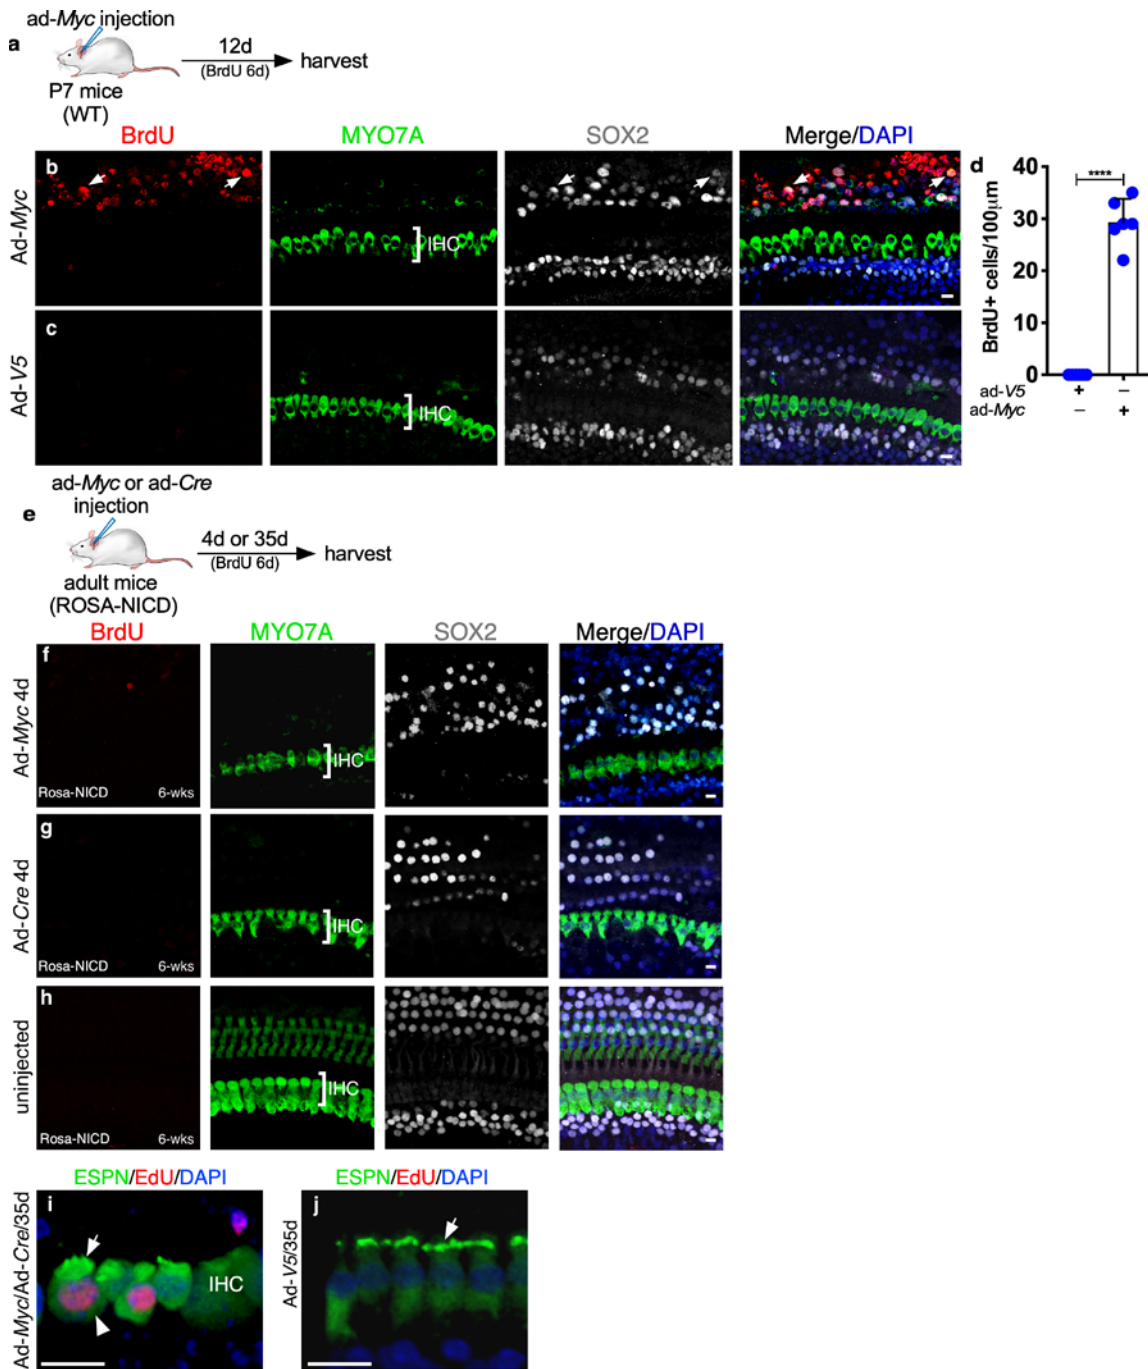 ad-Myc injection
a
12d
(BrdU 6d)
harvest
P7 mice
(WT)
BrdU
MYO7A
SOX2
Merge/DAPI
Ad-Myc
b
IHC
d
****
BrdU+ cells/100µm
40
30
20
10
0
ad-V5 + –
ad-Myc – +
Ad-V5
c
IHC
ad-Myc or ad-Cre
injection
e
4d or 35d
(BrdU 6d)
harvest
adult mice
(ROSA-NICD)
BrdU
MYO7A
SOX2
Merge/DAPI
Ad-Myc 4d
f
Rosa-NICD 6-wks
IHC
Ad-Cre 4d
g
Rosa-NICD 6-wks
IHC
uninjected
h
Rosa-NICD 6-wks
IHC
ESPN/EdU/DAPI
ESPN/EdU/DAPI
Ad-Myc/Ad-Cre/35d
i
IHC
Ad-V5/35d
j